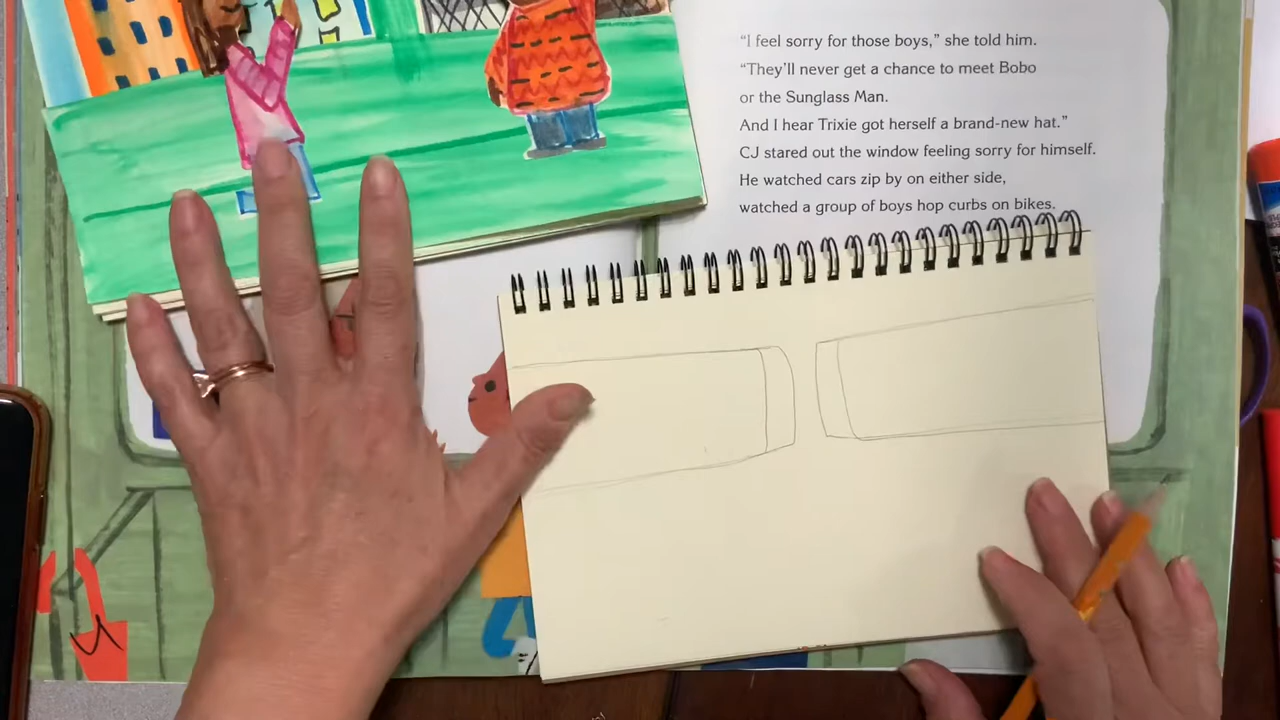 “I feel sorry for those boys,” she told him.
“They’ll never get a chance to meet Bobo
or the Sunglass Man.
And I hear Trixie got herself a brand-new hat.”
CJ stared out the window feeling sorry for himself.
He watched cars zip by on either side,
watched a group of boys hop curbs on bikes.